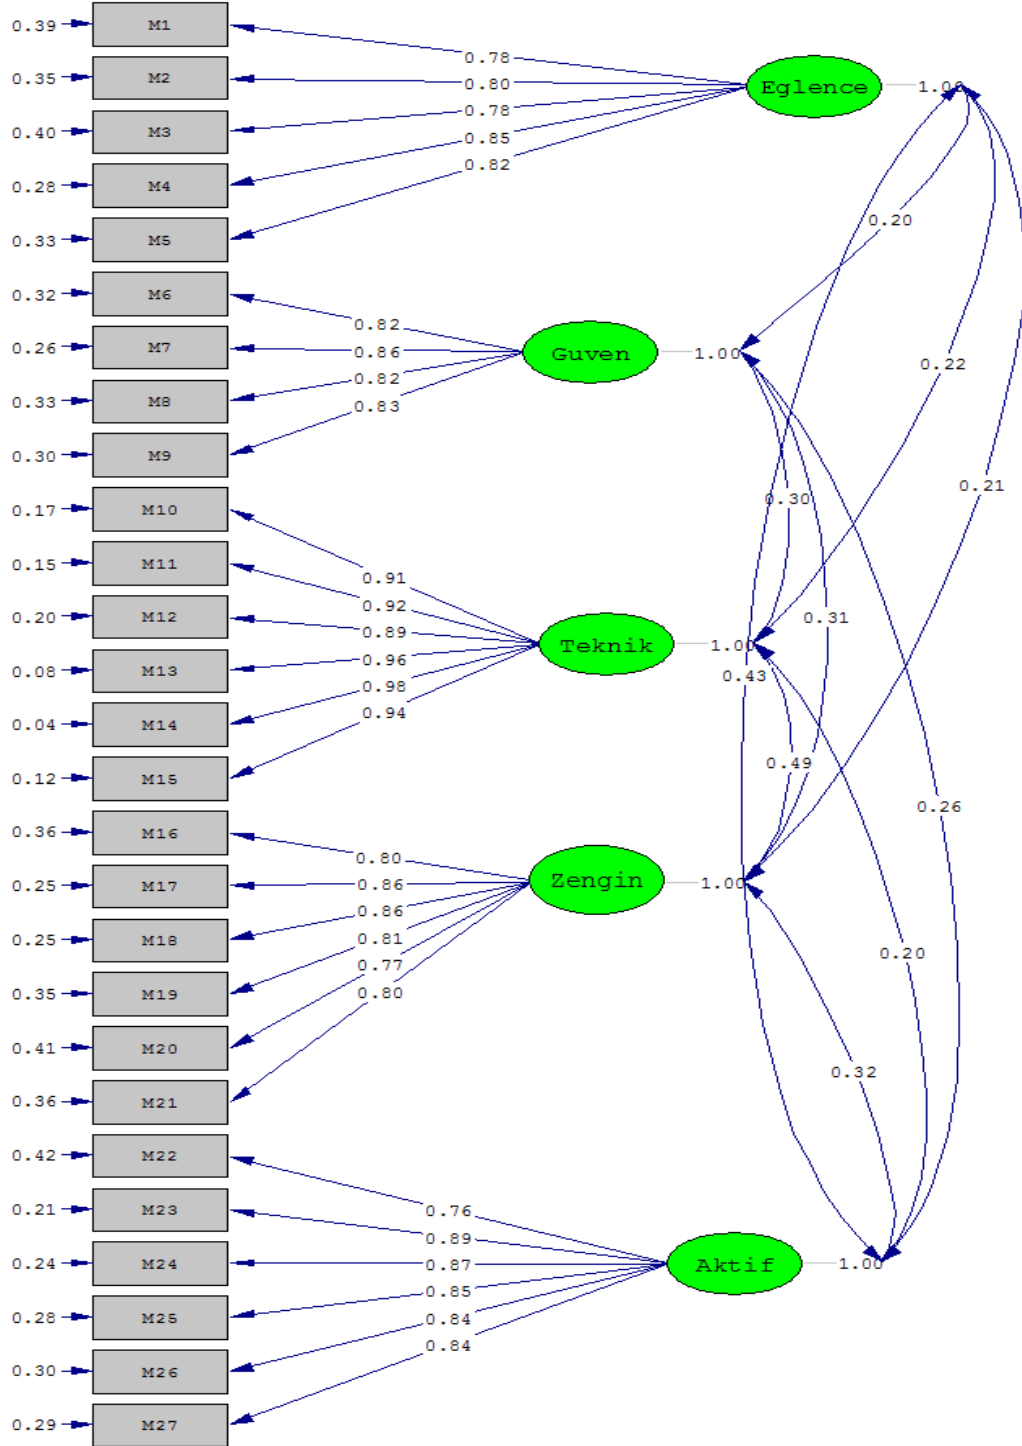 0.39 M1
0.78
0.35 M2
0.80
Eglence 1.00
0.78
0.40 M3
0.85
0.28 M4
0.82
0.20
0.33 M5
0.32 M6
0.82
0.26 M7
0.86
Guven 1.00
0.22
0.82
0.33 M8
0.83
0.30 M9
0.21
0.30
0.17 M10
0.15 M11
0.91
0.92
0.31
0.20 M12
0.89
Teknik 1.00
0.96
0.08 M13
0.43
0.98
0.94
0.04 M14
0.49
0.12 M15
0.26
0.36 M16
0.80
0.25 M17
0.86
Zengin 1.00
0.86
0.25 M18
0.81
0.20
0.77
0.35 M19
0.80
0.41 M20
0.32
0.36 M21
0.42 M22
0.76
0.21 M23
0.89
0.24 M24
0.87
Aktif 1.00
0.85
0.28 M25
0.84
0.84
0.30 M26
0.29 M27